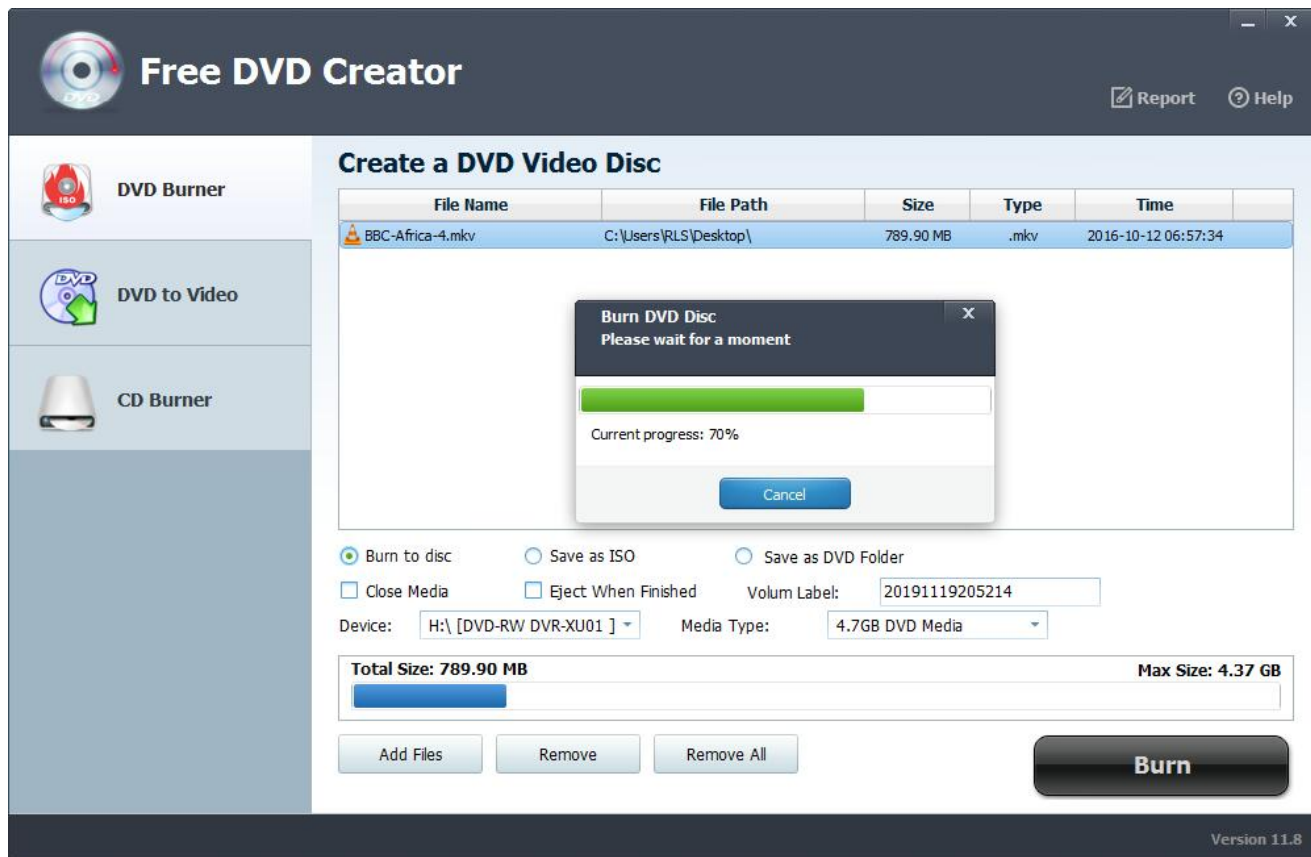 _ X
Free DVD Creator
DVD
Report Help
ISO
DVD Burner
DVD
DVD to Video
CD Burner
Create a DVD Video Disc
File Name File Path Size Type Time
BBC-Africa-4.mkv C:\Users\RLS\Desktop\ 789.90 MB .mkv 2016-10-12 06:57:34
Burn DVD Disc X
Please wait for a moment
Current progress: 70%
Cancel
Burn to disc Save as ISO Save as DVD Folder
Close Media Eject When Finished Volum Label: 20191119205214
Device: H:\ [DVD-RW DVR-XU01 ] Media Type: 4.7GB DVD Media
Total Size: 789.90 MB Max Size: 4.37 GB
Add Files Remove Remove All Burn
Version 11.8